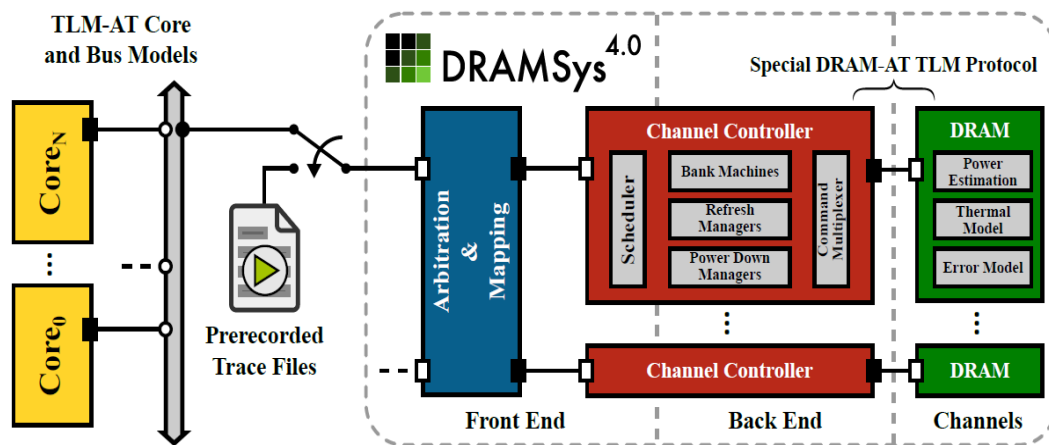 TLM-AT Core
and Bus Models
CoreN
...
Core0
Prerecorded
Trace Files
DRAMSys4.0
Arbitration
&
Mapping
Special DRAM-AT TLM Protocol
Channel Controller
Scheduler
Bank Machines
Refresh
Managers
Power Down
Managers
Command
Multiplexer
...
Channel Controller
DRAM
Power
Estimation
Thermal
Model
Error Model
...
DRAM
Front End
Back End
Channels